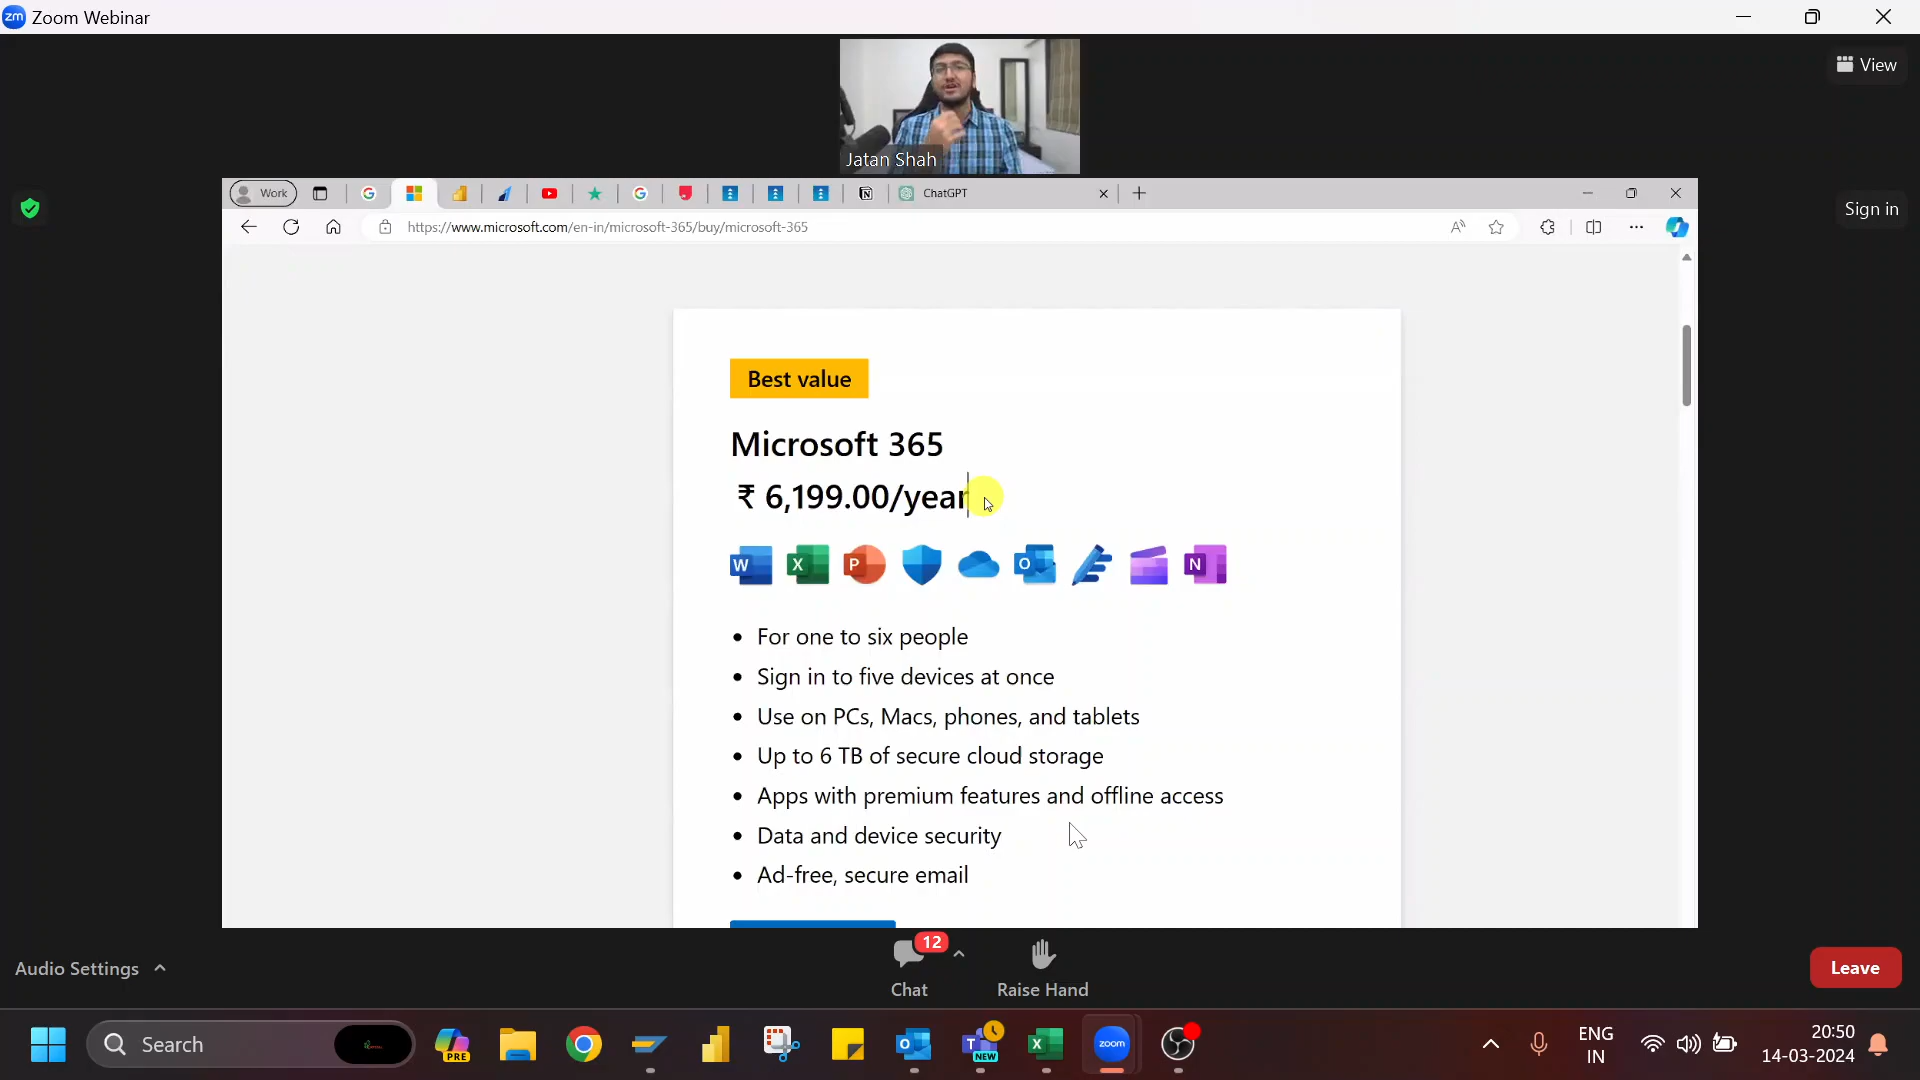 zm Zoom Webinar
View
Jatan Shah
Sign in
Work
ChatGPT
https://www.microsoft.com/en-in/microsoft-365/buy/microsoft-365
Best value
Microsoft 365
₹ 6,199.00/year
W X P O N
• For one to six people
• Sign in to five devices at once
• Use on PCs, Macs, phones, and tablets
• Up to 6 TB of secure cloud storage
• Apps with premium features and offline access
• Data and device security
• Ad-free, secure email
Audio Settings
12
Chat
Raise Hand
Leave
Search
PRE
O
T
NEW
X
zoom
ENG
IN
20:50
14-03-2024